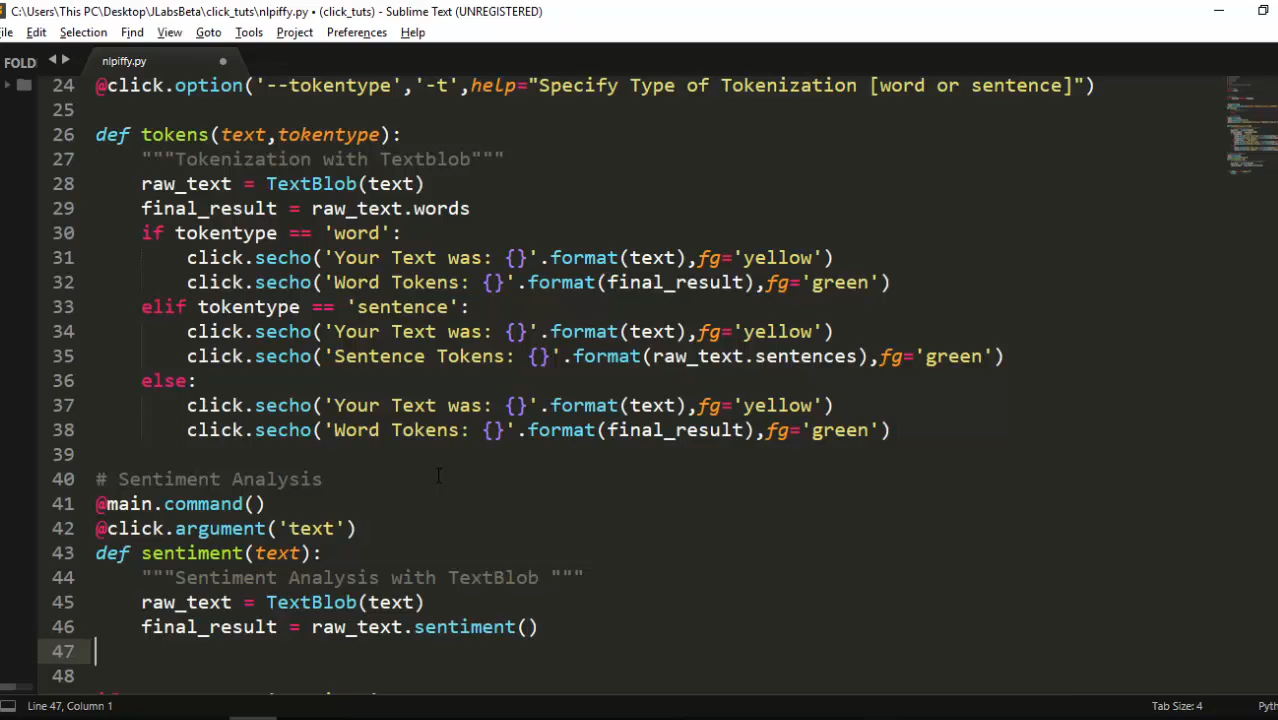 C:\Users\This PC\Desktop\JLabsBeta\click_tuts\nlpiffy.py • (click_tuts) - Sublime Text (UNREGISTERED)
ile Edit Selection Find View Goto Tools Project Preferences Help
FOLD
nlpiffy.py
24 @click.option('--tokentype','-t',help="Specify Type of Tokenization [word or sentence]")
25
26 def tokens(text,tokentype):
27     """Tokenization with Textblob"""
28     raw_text = TextBlob(text)
29     final_result = raw_text.words
30     if tokentype == 'word':
31         click.secho('Your Text was: {}'.format(text),fg='yellow')
32         click.secho('Word Tokens: {}'.format(final_result),fg='green')
33     elif tokentype == 'sentence':
34         click.secho('Your Text was: {}'.format(text),fg='yellow')
35         click.secho('Sentence Tokens: {}'.format(raw_text.sentences),fg='green')
36     else:
37         click.secho('Your Text was: {}'.format(text),fg='yellow')
38         click.secho('Word Tokens: {}'.format(final_result),fg='green')
39
40 # Sentiment Analysis
41 @main.command()
42 @click.argument('text')
43 def sentiment(text):
44     """Sentiment Analysis with TextBlob """
45     raw_text = TextBlob(text)
46     final_result = raw_text.sentiment()
47
48
Line 47, Column 1
Tab Size: 4
Pyth